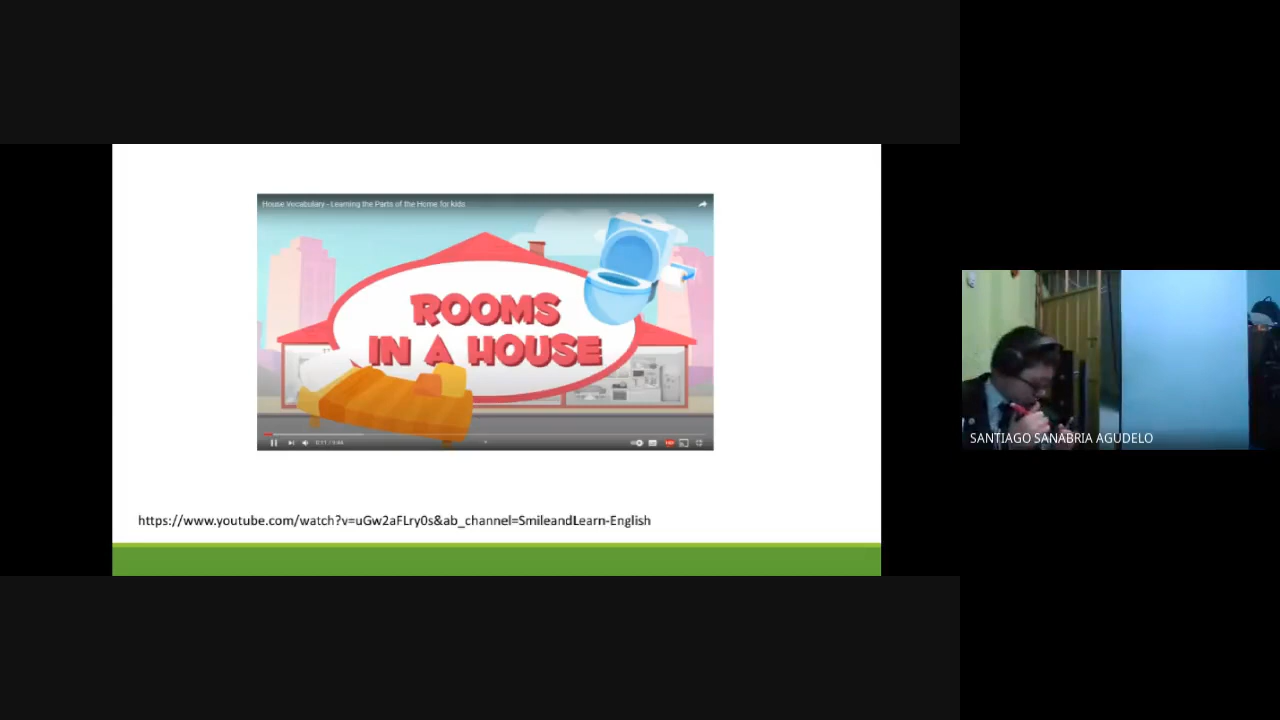 House Vocabulary - Learning the Parts of the Home for kids
ROOMS
IN A HOUSE
https://www.youtube.com/watch?v=uGw2aFLry0s&ab_channel=SmileandLearn-English
SANTIAGO SANABRIA AGUDELO